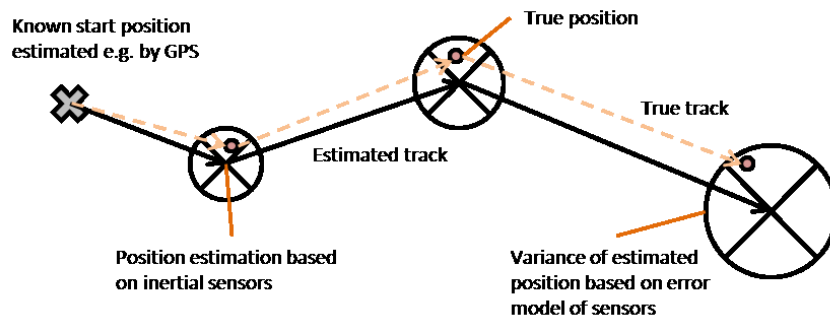 Known start position
estimated e.g. by GPS
True position
True track
Estimated track
Position estimation based
on inertial sensors
Variance of estimated
position based on error
model of sensors